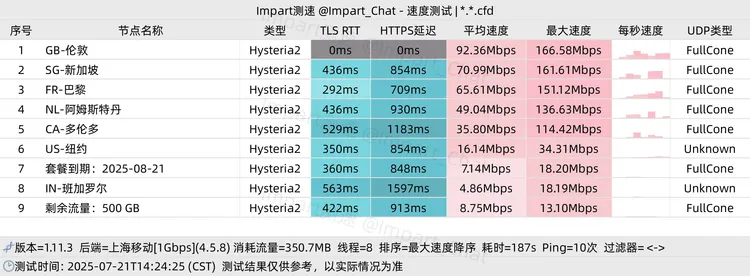 Impart测速 @Impart_Chat - 速度测试|*.*.cfd
序号 节点名称 类型 TLS RTT HTTPS延迟 平均速度 最大速度 每秒速度 UDP类型
1 GB-伦敦 Hysteria2 0ms 0ms 92.36Mbps 166.58Mbps FullCone
2 SG-新加坡 Hysteria2 436ms 854ms 70.99Mbps 161.61Mbps FullCone
3 FR-巴黎 Hysteria2 292ms 709ms 65.61Mbps 151.12Mbps FullCone
4 NL-阿姆斯特丹 Hysteria2 436ms 930ms 49.04Mbps 136.63Mbps FullCone
5 CA-多伦多 Hysteria2 529ms 1183ms 35.80Mbps 114.42Mbps FullCone
6 US-纽约 Hysteria2 350ms 854ms 16.14Mbps 34.31Mbps Unknown
7 套餐到期：2025-08-21 Hysteria2 360ms 848ms 7.14Mbps 18.20Mbps FullCone
8 IN-班加罗尔 Hysteria2 563ms 1597ms 4.86Mbps 18.19Mbps Unknown
9 剩余流量：500 GB Hysteria2 422ms 913ms 8.75Mbps 13.10Mbps FullCone
版本=1.11.3 后端=上海移动[1Gbps](4.5.8) 消耗流量=350.7MB 线程=8 排序=最大速度降序 耗时=187s Ping=10次 过滤器= <->
测试时间：2025-07-21T14:24:25 (CST) 测试结果仅供参考，以实际情况为准